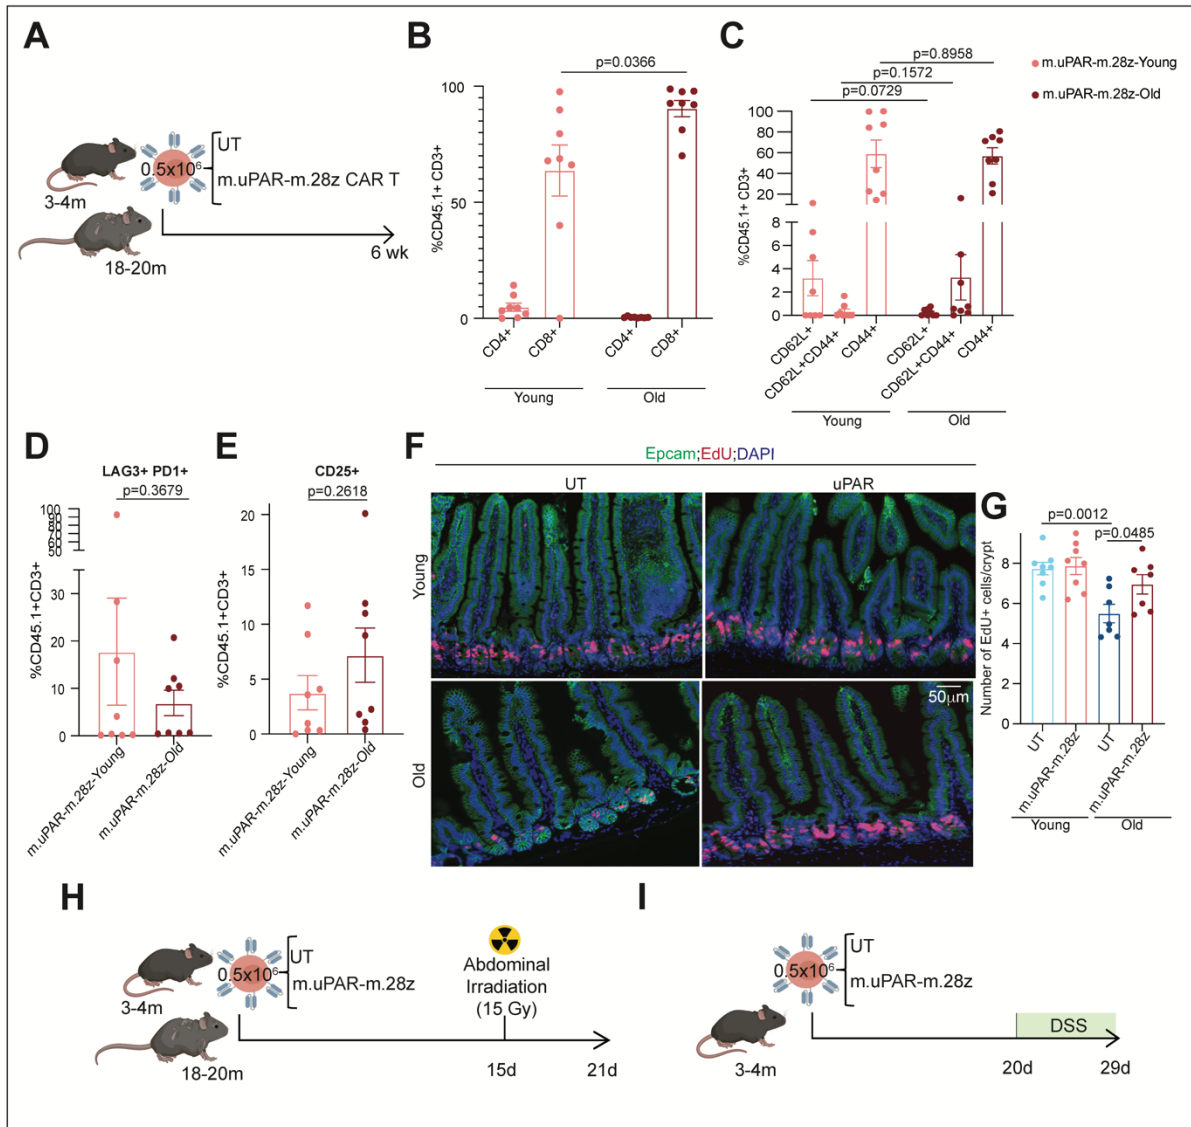 A
UT
0.5x10⁶
m.uPAR-m.28z CAR T
3-4m
18-20m
6 wk
B
p=0.0366
%CD45.1+ CD3+
100
50
0
CD4+
CD8+
CD4+
CD8+
Young
Old
C
p=0.8958
p=0.1572
p=0.0729
%CD45.1+ CD3+
100
80
60
40
20
8
6
4
2
0
CD62L+
CD62L+CD44+
CD44+
CD62L+
CD62L+CD44+
CD44+
Young
Old
m.uPAR-m.28z-Young
m.uPAR-m.28z-Old
D
LAG3+ PD1+
p=0.3679
%CD45.1+CD3+
100
90
80
70
60
50
30
20
10
0
m.uPAR-m.28z-Young
m.uPAR-m.28z-Old
E
CD25+
p=0.2618
%CD45.1+CD3+
20
15
10
5
0
m.uPAR-m.28z-Young
m.uPAR-m.28z-Old
F
Epcam;EdU;DAPI
UT
uPAR
Young
Old
50μm
G
p=0.0012
p=0.0485
Number of EdU+ cells/crypt
10
8
6
4
2
0
UT
m.uPAR-m.28z
UT
m.uPAR-m.28z
Young
Old
H
UT
0.5x10⁶
m.uPAR-m.28z
3-4m
18-20m
Abdominal
Irradiation
(15 Gy)
15d
21d
I
UT
0.5x10⁶
m.uPAR-m.28z
3-4m
DSS
20d
29d